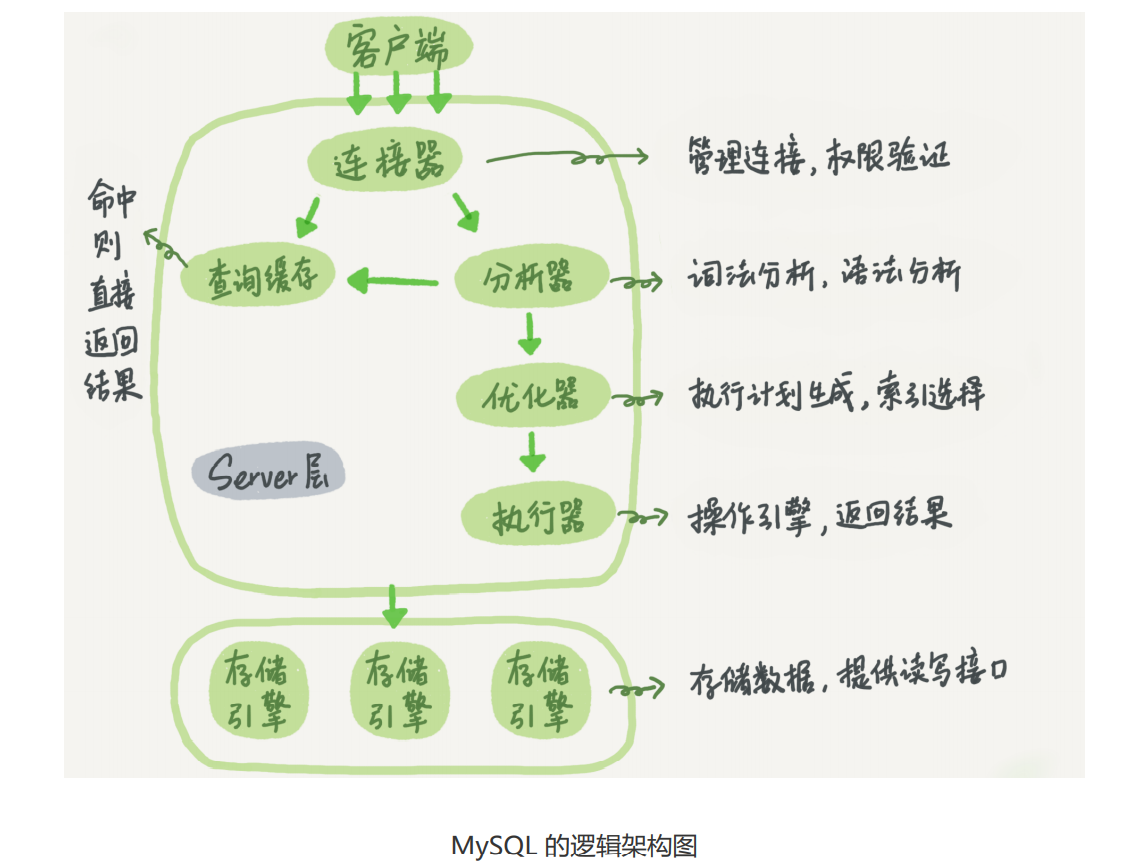 客户端
连接器
管理连接，权限验证
命中
则
直接
返回
结果
查询缓存
分析器
词法分析，语法分析
优化器
执行计划生成，索引选择
Server层
执行器
操作引擎，返回结果
存储
引擎
存储
引擎
存储
引擎
存储数据，提供读写接口
MySQL 的逻辑架构图